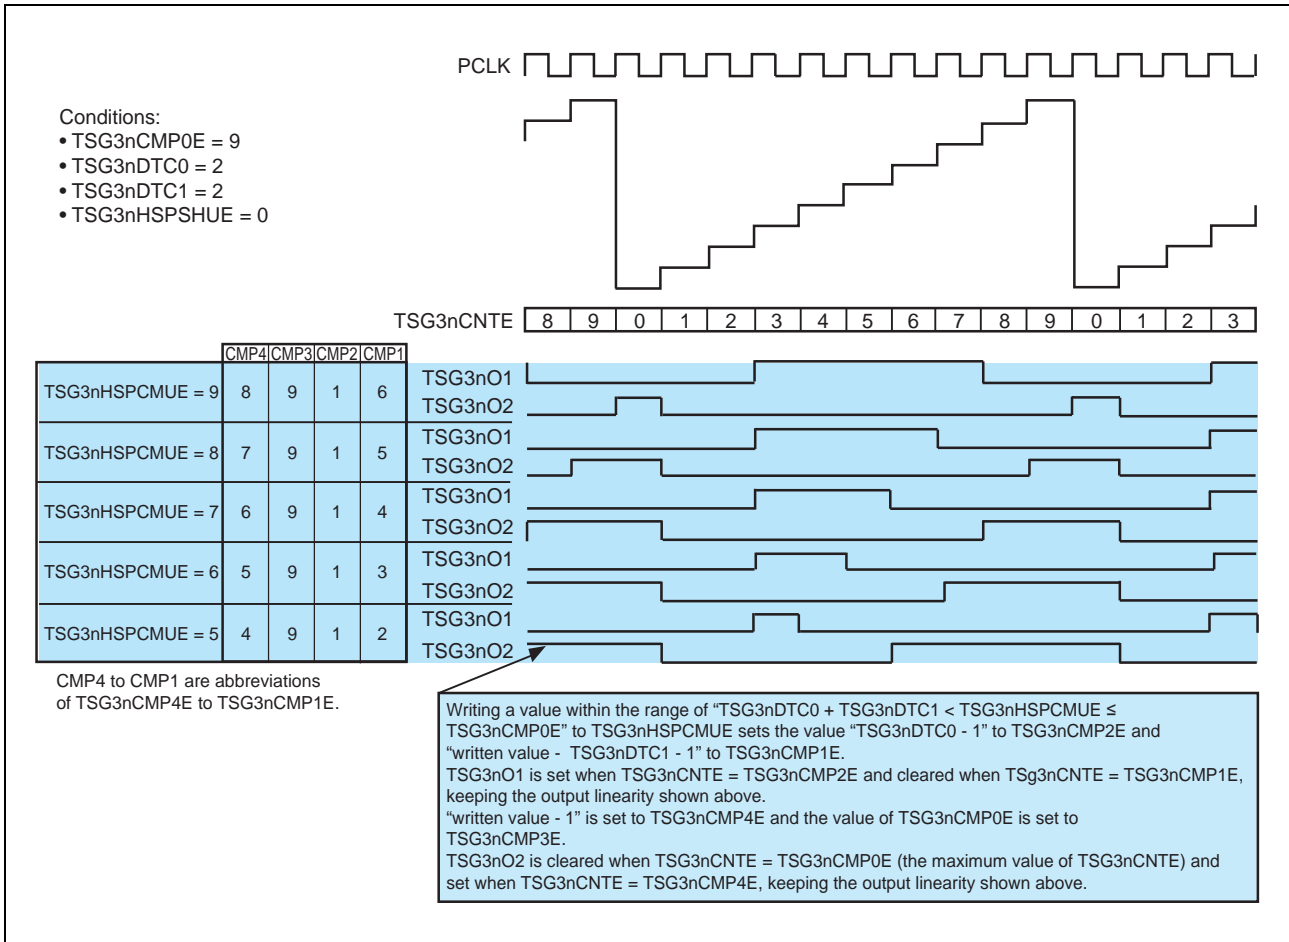 PCLK
Conditions:
• TSG3nCMP0E = 9
• TSG3nDTC0 = 2
• TSG3nDTC1 = 2
• TSG3nHSPSHUE = 0
TSG3nCNTE 8 9 0 1 2 3 4 5 6 7 8 9 0 1 2 3
CMP4 CMP3 CMP2 CMP1
TSG3nHSPCMUE = 9 8 9 1 6
TSG3nO1
TSG3nO2
TSG3nHSPCMUE = 8 7 9 1 5
TSG3nO1
TSG3nO2
TSG3nHSPCMUE = 7 6 9 1 4
TSG3nO1
TSG3nO2
TSG3nHSPCMUE = 6 5 9 1 3
TSG3nO1
TSG3nO2
TSG3nHSPCMUE = 5 4 9 1 2
TSG3nO1
TSG3nO2
CMP4 to CMP1 are abbreviations
of TSG3nCMP4E to TSG3nCMP1E.
Writing a value within the range of “TSG3nDTC0 + TSG3nDTC1 < TSG3nHSPCMUE ≤
TSG3nCMP0E” to TSG3nHSPCMUE sets the value “TSG3nDTC0 - 1” to TSG3nCMP2E and
“written value - TSG3nDTC1 - 1” to TSG3nCMP1E.
TSG3nO1 is set when TSG3nCNTE = TSG3nCMP2E and cleared when TSg3nCNTE = TSG3nCMP1E,
keeping the output linearity shown above.
“written value - 1” is set to TSG3nCMP4E and the value of TSG3nCMP0E is set to
TSG3nCMP3E.
TSG3nO2 is cleared when TSG3nCNTE = TSG3nCMP0E (the maximum value of TSG3nCNTE) and
set when TSG3nCNTE = TSG3nCMP4E, keeping the output linearity shown above.